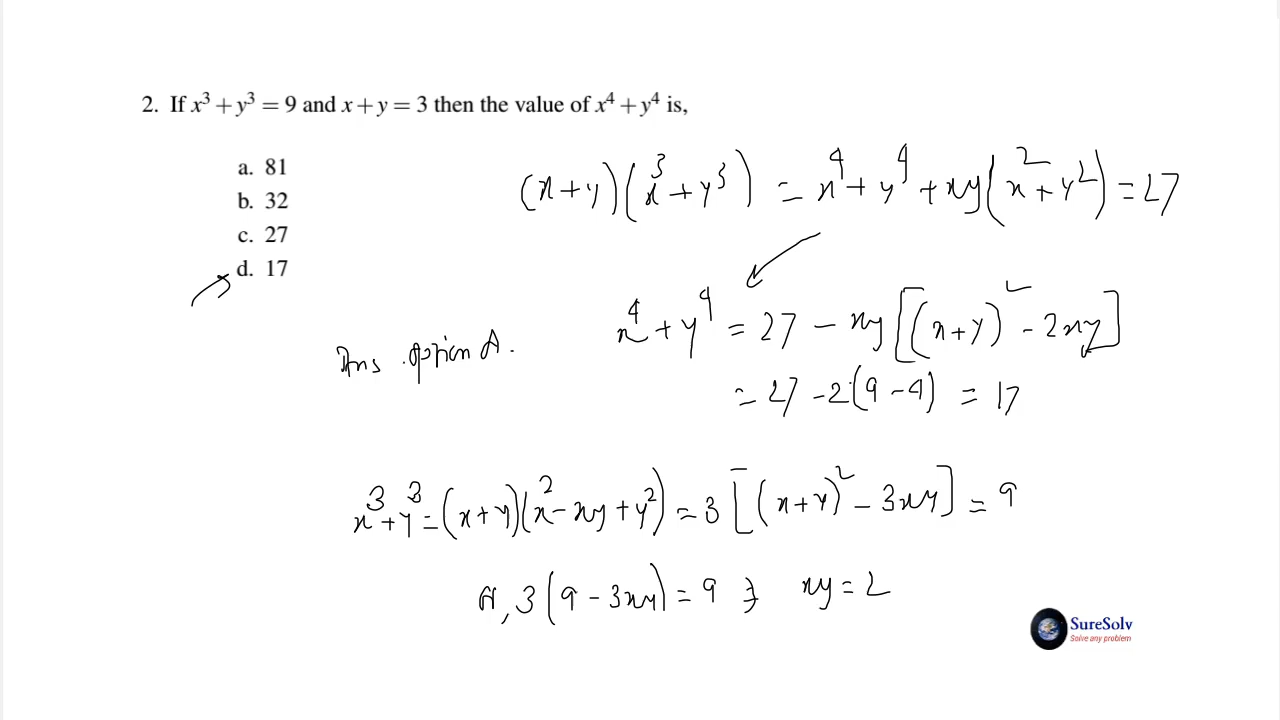 2. If x³ + y³ = 9 and x + y = 3 then the value of x⁴ + y⁴ is,
a. 81
b. 32
c. 27
d. 17
(x+y)(x³+y³) = x⁴+y⁴+xy(x²+y²) = 27
x⁴+y⁴ = 27 - xy[(x+y)² - 2xy]
= 27 - 2(9-4) = 17
Ans option d.
x³+y³ = (x+y)(x²-xy+y²) = 3[(x+y)² - 3xy] = 9
3(9-3xy) = 9 xy = 2
SureSolv
Solve any problem